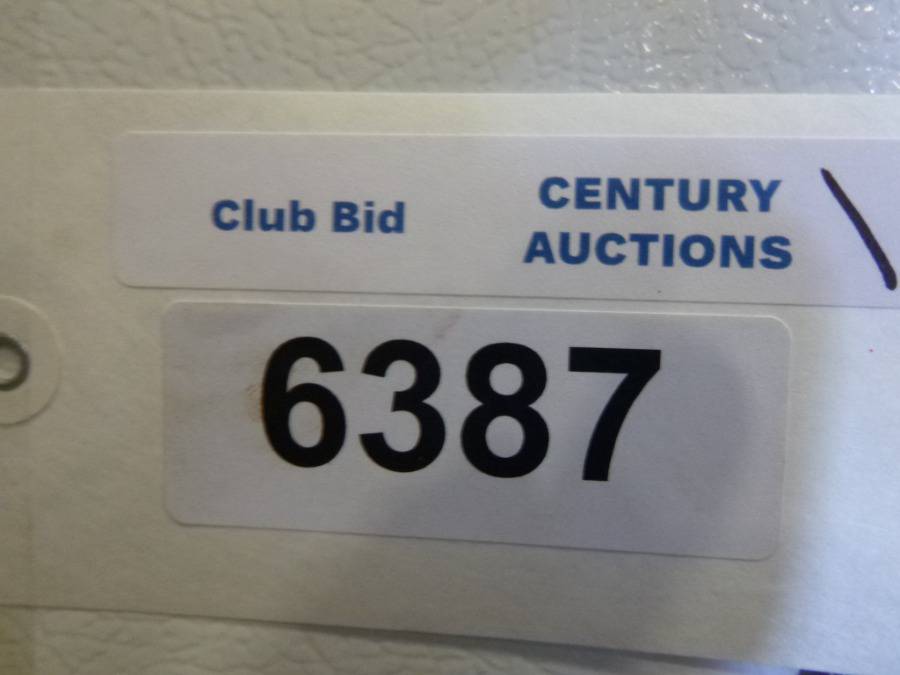 Club Bid
CENTURY
AUCTIONS
6387